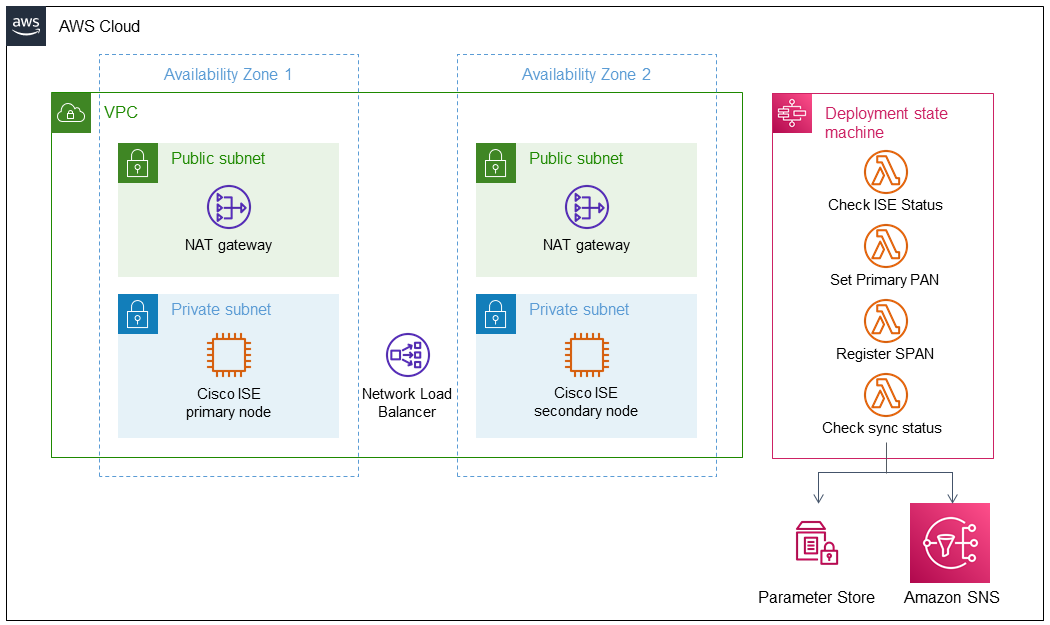 aws
AWS Cloud
Availability Zone 1
Availability Zone 2
VPC
Public subnet
NAT gateway
Public subnet
NAT gateway
Private subnet
Cisco ISE
primary node
Network Load
Balancer
Private subnet
Cisco ISE
secondary node
Deployment state
machine
Check ISE Status
Set Primary PAN
Register SPAN
Check sync status
Parameter Store
Amazon SNS